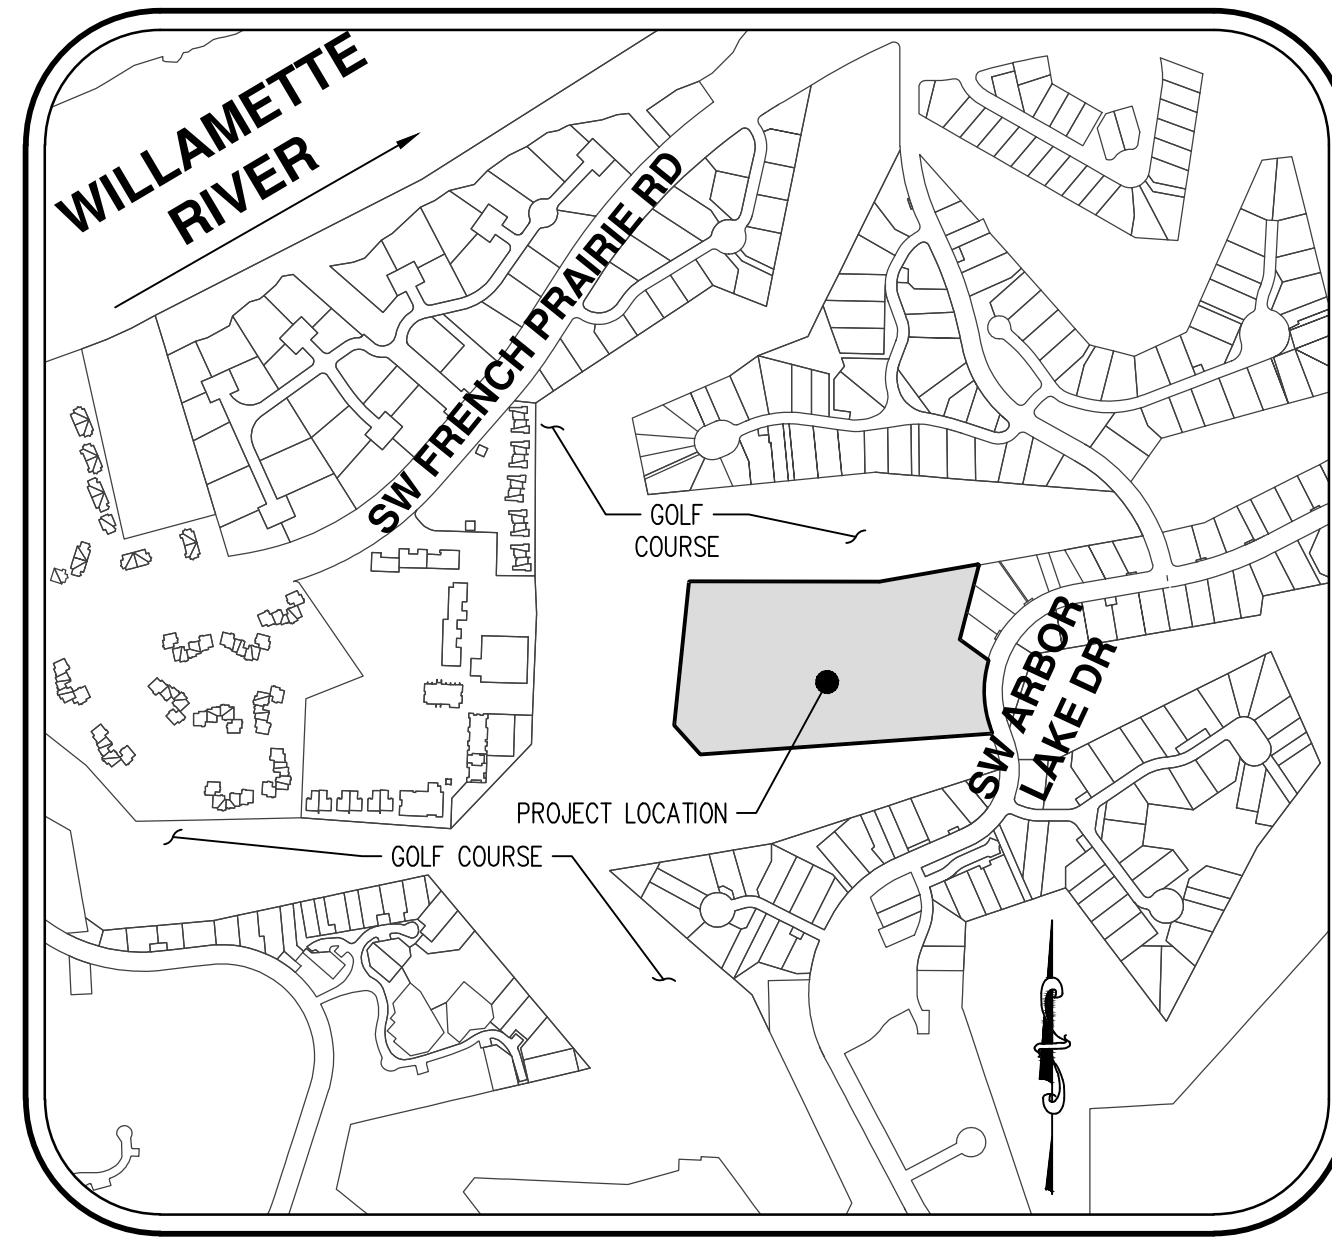 WILLAMETTE
RIVER
SW FRENCH PRAIRIE RD
GOLF
COURSE
SW ARBOR
LAKE DR
PROJECT LOCATION
GOLF COURSE